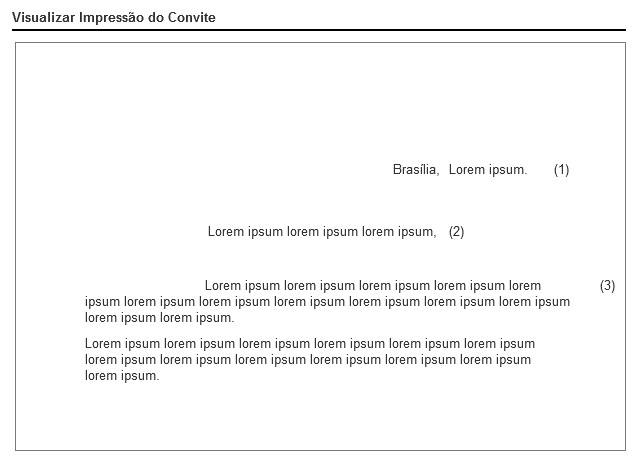 Visualizar Impressão do Convite
Brasília, Lorem ipsum. (1)
Lorem ipsum lorem ipsum lorem ipsum, (2)
Lorem ipsum lorem ipsum lorem ipsum lorem ipsum lorem (3)
ipsum lorem ipsum lorem ipsum lorem ipsum lorem ipsum lorem ipsum lorem ipsum
lorem ipsum lorem ipsum.
Lorem ipsum lorem ipsum lorem ipsum lorem ipsum lorem ipsum lorem ipsum
lorem ipsum lorem ipsum lorem ipsum lorem ipsum lorem ipsum lorem ipsum
lorem ipsum.